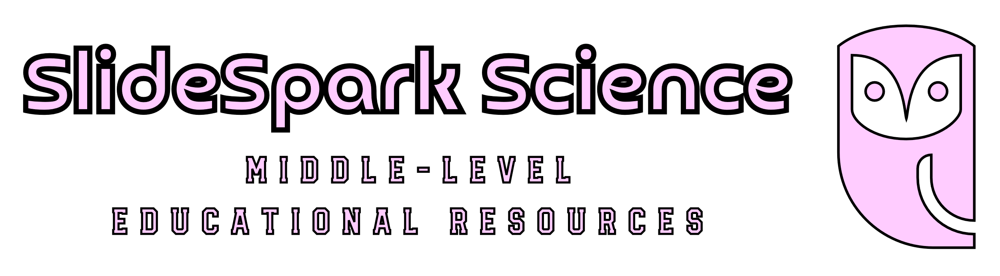 slidespark science
MIDDLE-LEVEL
EDUCATIONAL RESOURCES